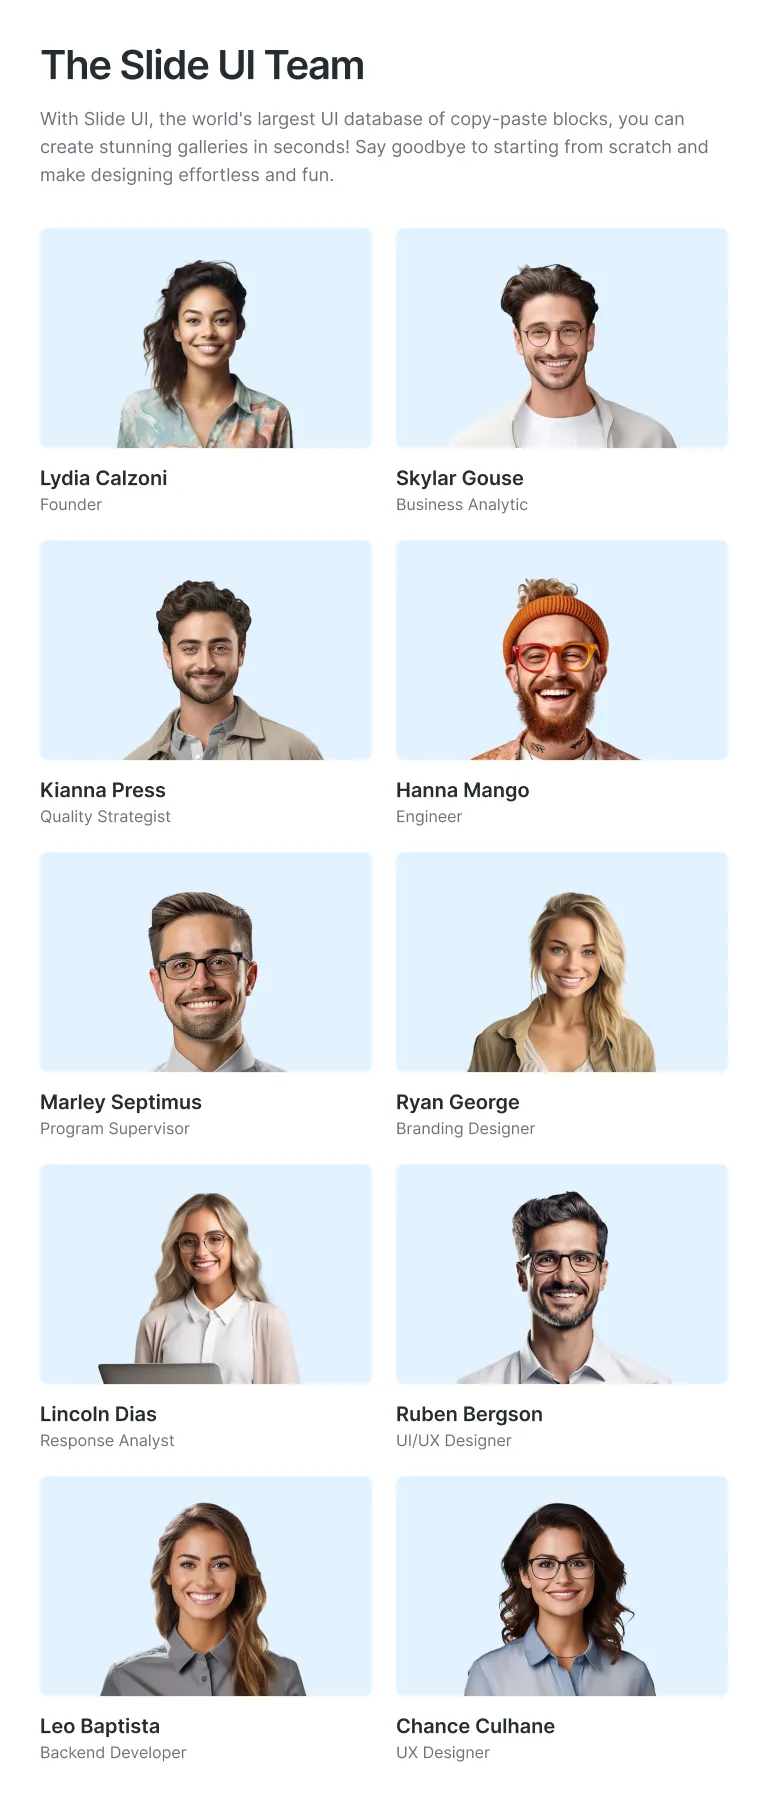 The Slide UI Team
With Slide UI, the world's largest UI database of copy-paste blocks, you can
create stunning galleries in seconds! Say goodbye to starting from scratch and
make designing effortless and fun.
Lydia Calzoni
Founder
Skylar Gouse
Business Analytic
Kianna Press
Quality Strategist
Hanna Mango
Engineer
Marley Septimus
Program Supervisor
Ryan George
Branding Designer
Lincoln Dias
Response Analyst
Ruben Bergson
UI/UX Designer
Leo Baptista
Backend Developer
Chance Culhane
UX Designer